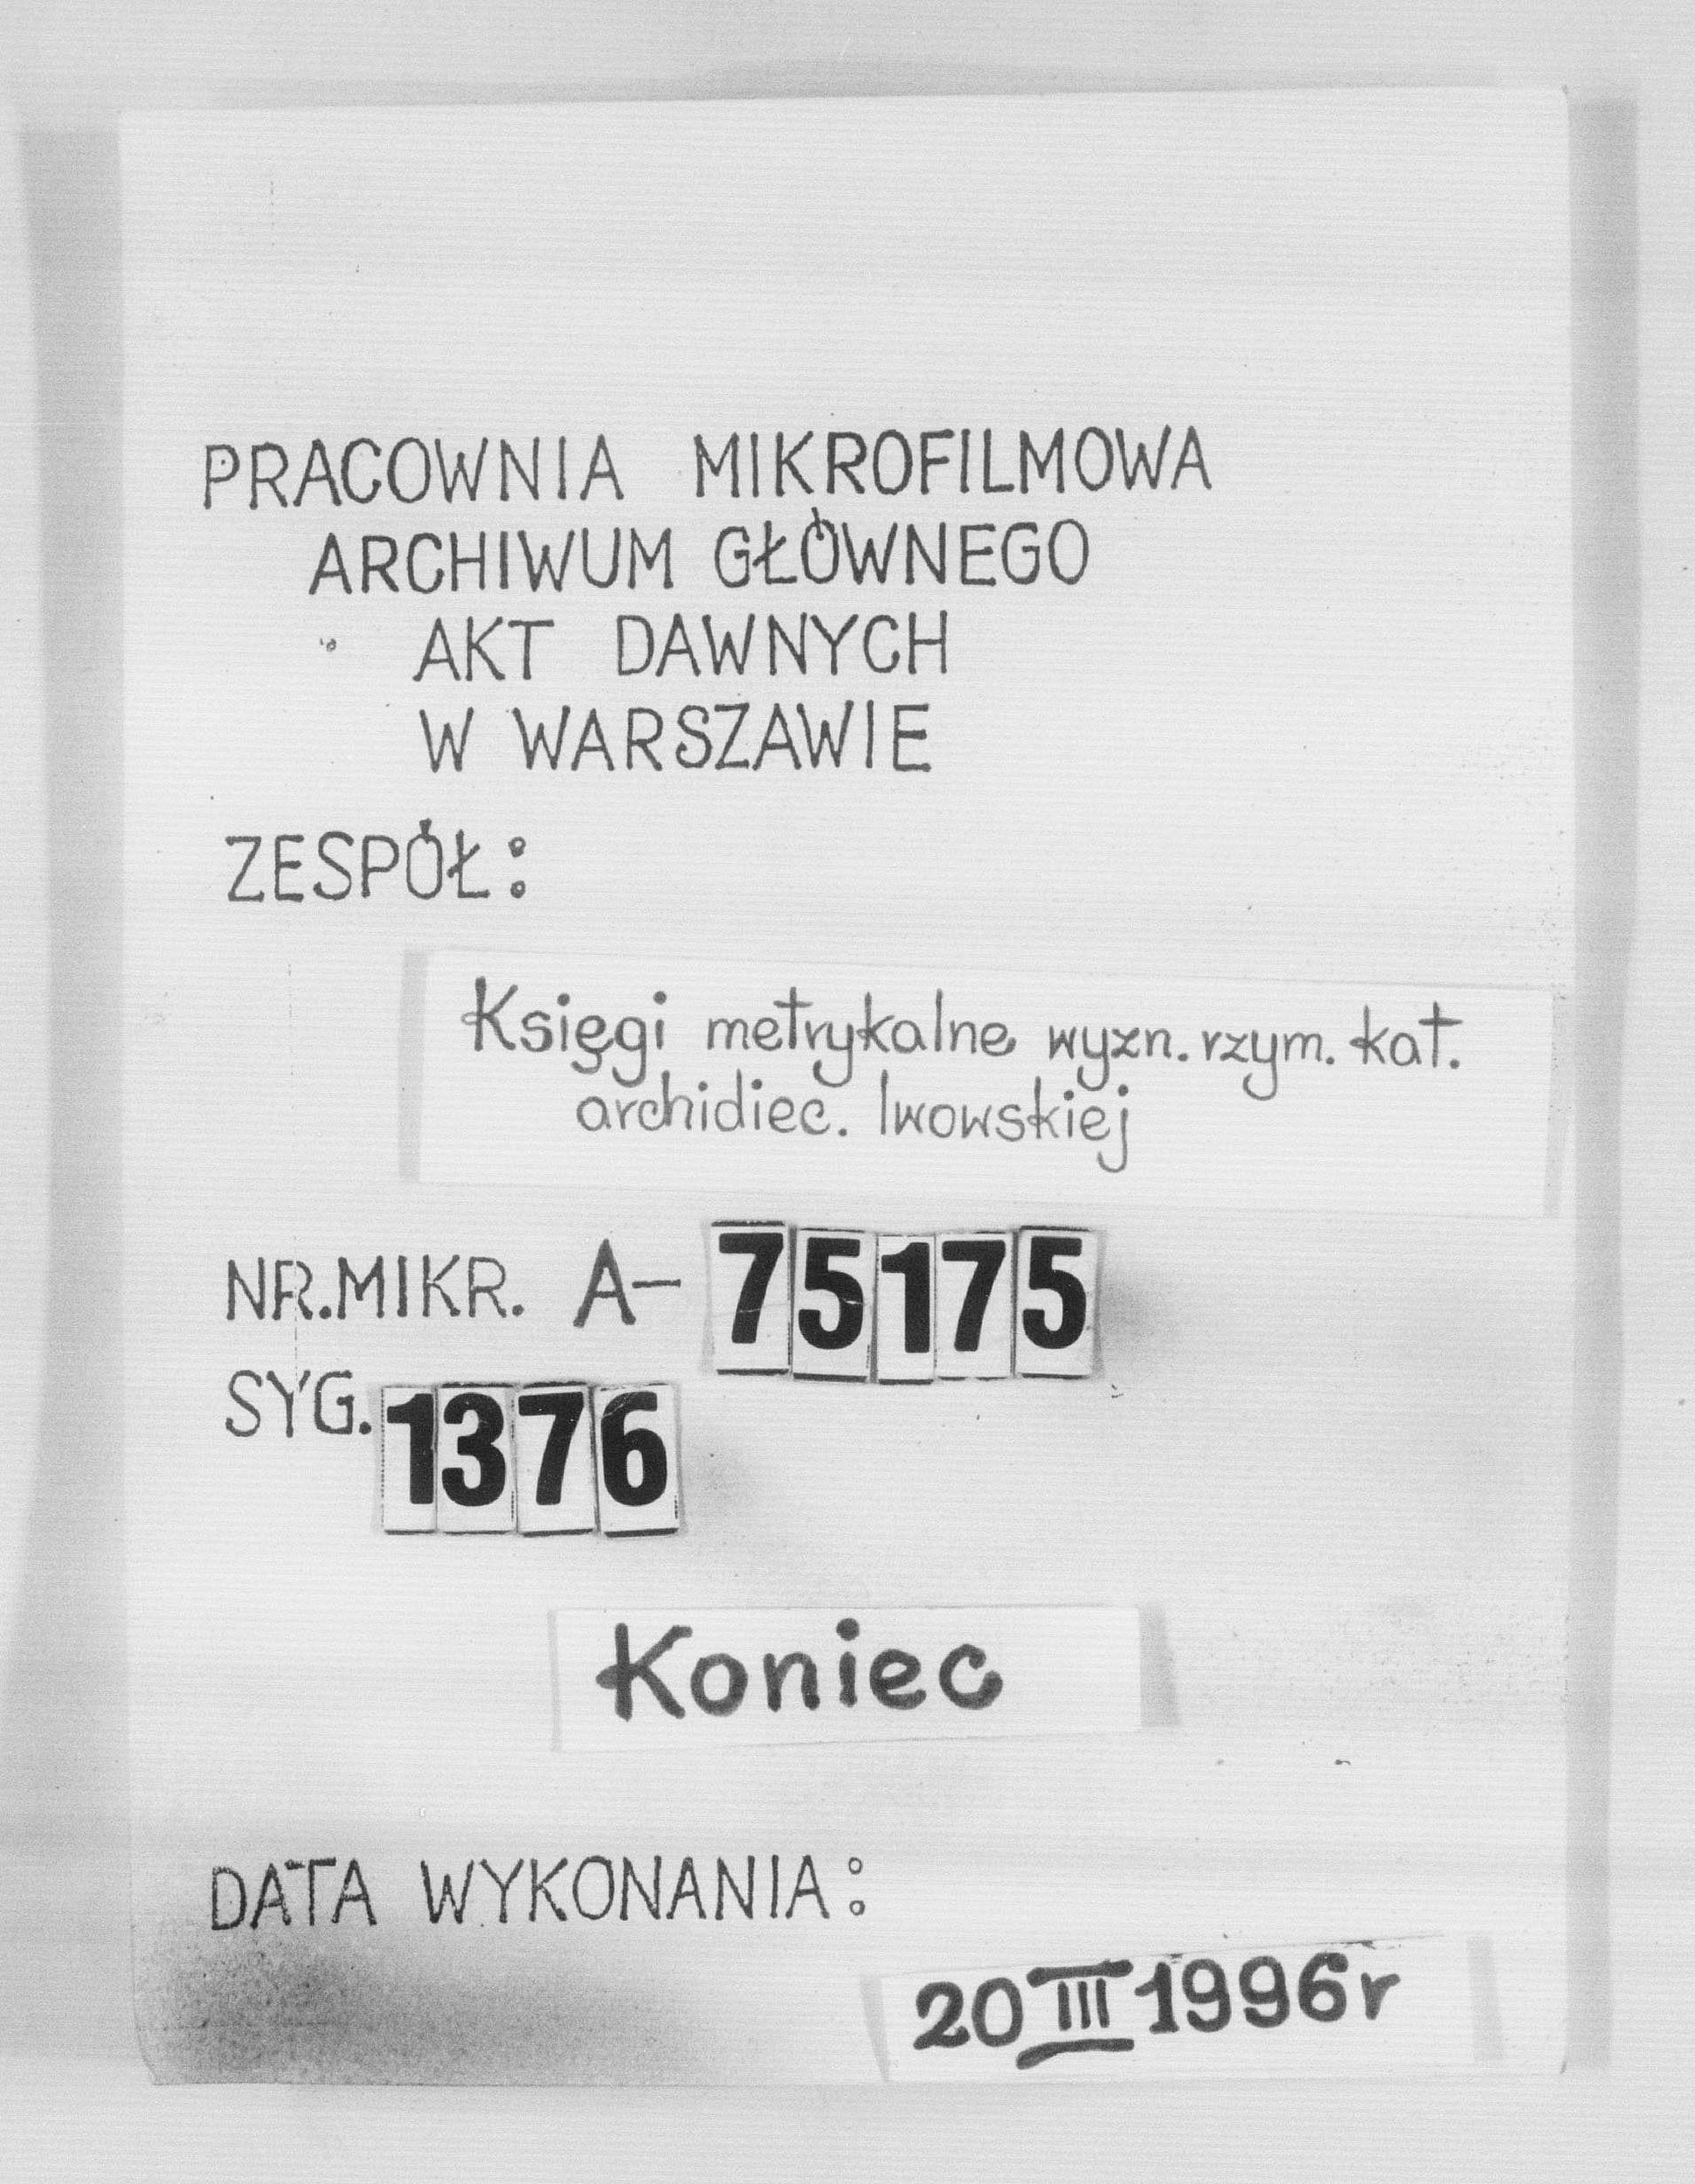 PRACOWNIA MIKROFILMOWA
ARCHIWUM GŁÓWNEGO
AKT DAWNYCH
W WARSZAWIE
ZESPÓŁ:
Księgi metrykalne wyzn. rzym. kat.
archidiec. lwowskiej
NR.MIKR. A- 75175
SYG. 1376
Koniec
DATA WYKONANIA:
20 III 1996 r